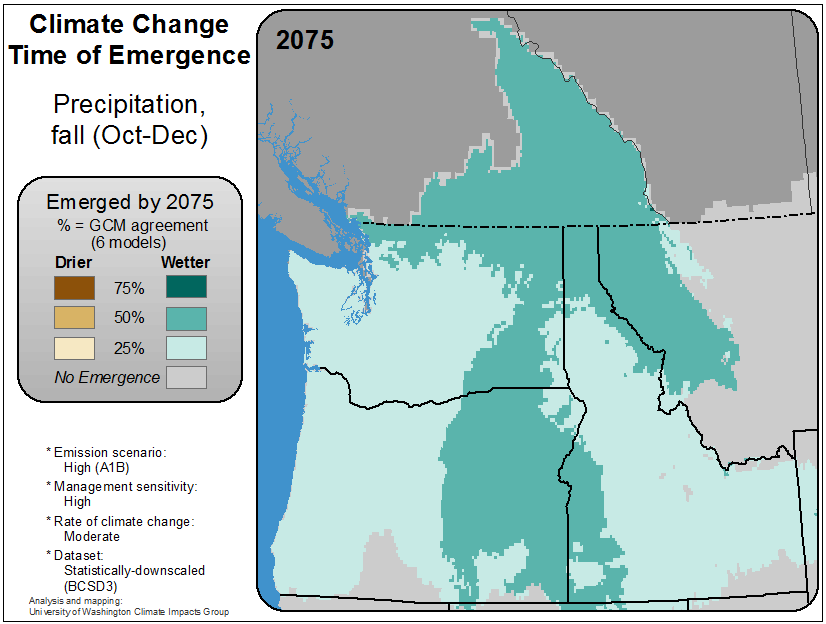 Climate Change
Time of Emergence
Precipitation,
fall (Oct-Dec)
Emerged by 2075
% = GCM agreement
(6 models)
Drier Wetter
75%
50%
25%
No Emergence
* Emission scenario:
High (A1B)
* Management sensitivity:
High
* Rate of climate change:
Moderate
* Dataset:
Statistically-downscaled
(BCSD3)
Analysis and mapping:
University of Washington Climate Impacts Group
2075